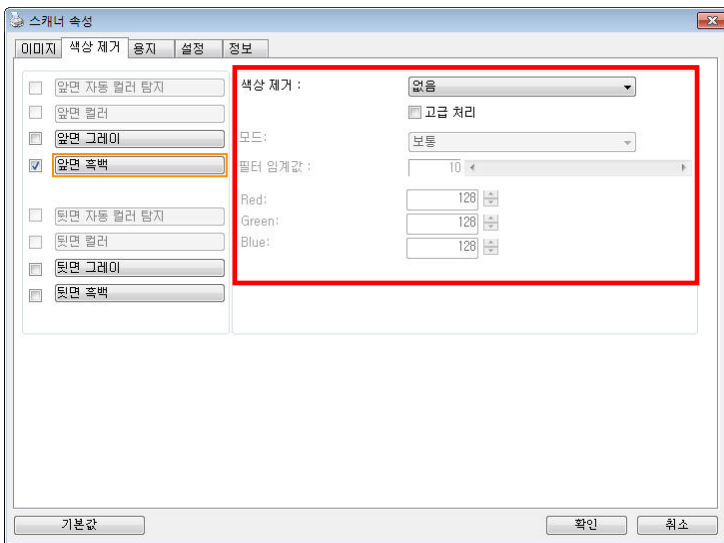 스캐너 속성
이미지 색상 제거 용지 설정 정보
앞면 자동 컬러 탐지
앞면 컬러
앞면 그레이
앞면 흑백
뒷면 자동 컬러 탐지
뒷면 컬러
뒷면 그레이
뒷면 흑백
색상 제거 : 없음
고급 처리
모드: 보통
필터 임계값 : 10
Red: 128
Green: 128
Blue: 128
기본값 확인 취소